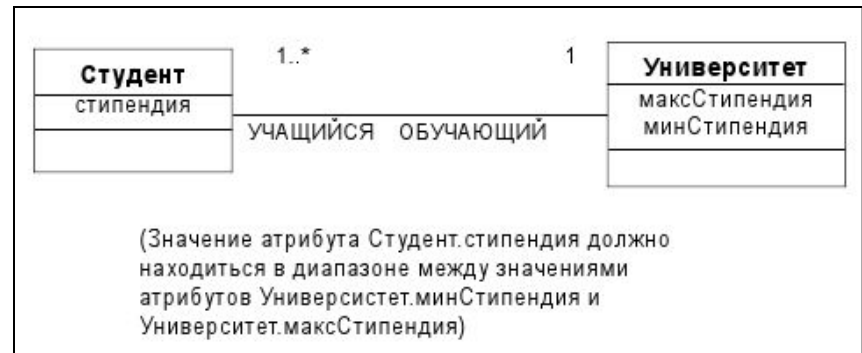 1..*
1
Студент
стипендия
Университет
максСтипендия
минСтипендия
УЧАЩИЙСЯ ОБУЧАЮЩИЙ
(Значение атрибута Студент.стипендия должно
находиться в диапазоне между значениями
атрибутов Универсистет.минСтипендия и
Университет.максСтипендия)